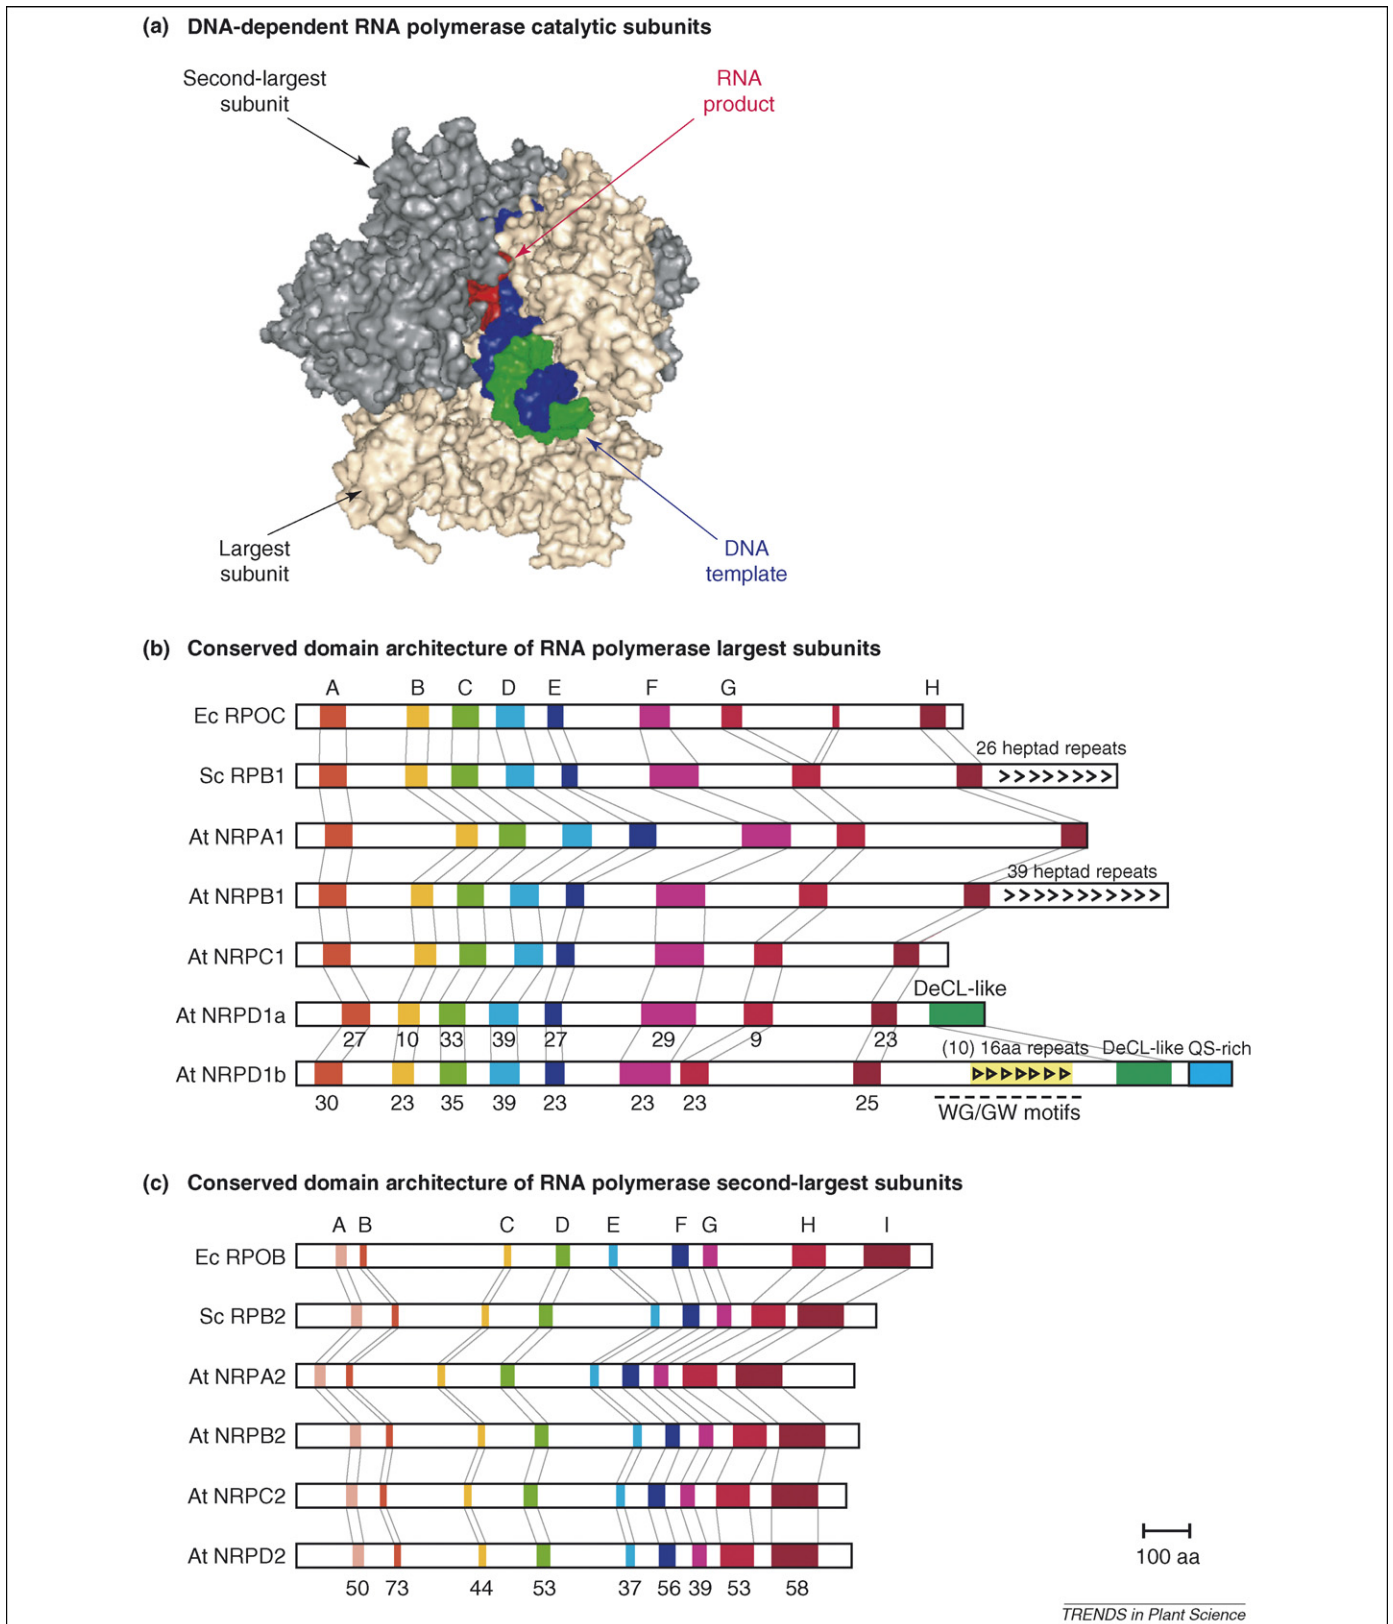 (a) DNA-dependent RNA polymerase catalytic subunits
Second-largest
subunit
RNA
product
Largest
subunit
DNA
template
(b) Conserved domain architecture of RNA polymerase largest subunits
A B C D E F G H
Ec RPOC
26 heptad repeats
Sc RPB1
At NRPA1
39 heptad repeats
At NRPB1
At NRPC1
DeCL-like
At NRPD1a
27 10 33 39 27 29 9 23
(10) 16aa repeats DeCL-like QS-rich
At NRPD1b
30 23 35 39 23 23 23 25
WG/GW motifs
(c) Conserved domain architecture of RNA polymerase second-largest subunits
A B C D E F G H I
Ec RPOB
Sc RPB2
At NRPA2
At NRPB2
At NRPC2
At NRPD2
100 aa
50 73 44 53 37 56 39 53 58
TRENDS in Plant Science